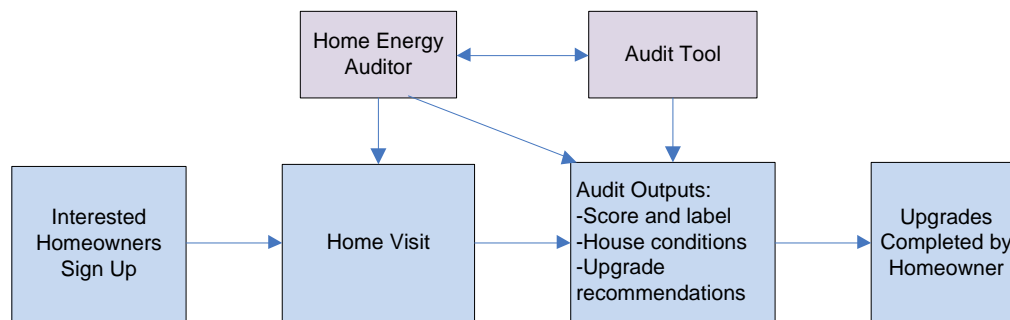 Home Energy
Auditor
Audit Tool
Interested
Homeowners
Sign Up
Home Visit
Audit Outputs:
-Score and label
-House conditions
-Upgrade
recommendations
Upgrades
Completed by
Homeowner